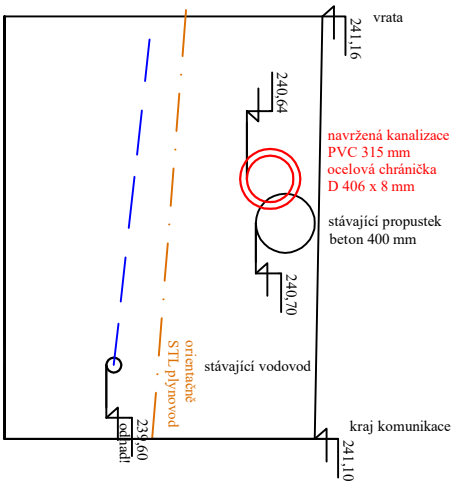 vrata
241,16
240,64
navržená kanalizace
PVC 315 mm
ocelová chránička
D 406 x 8 mm
stávající propustek
beton 400 mm
240,70
orientačně
STL plynovod
stávající vodovod
239,60
odhad!
kraj komunikace
241,10